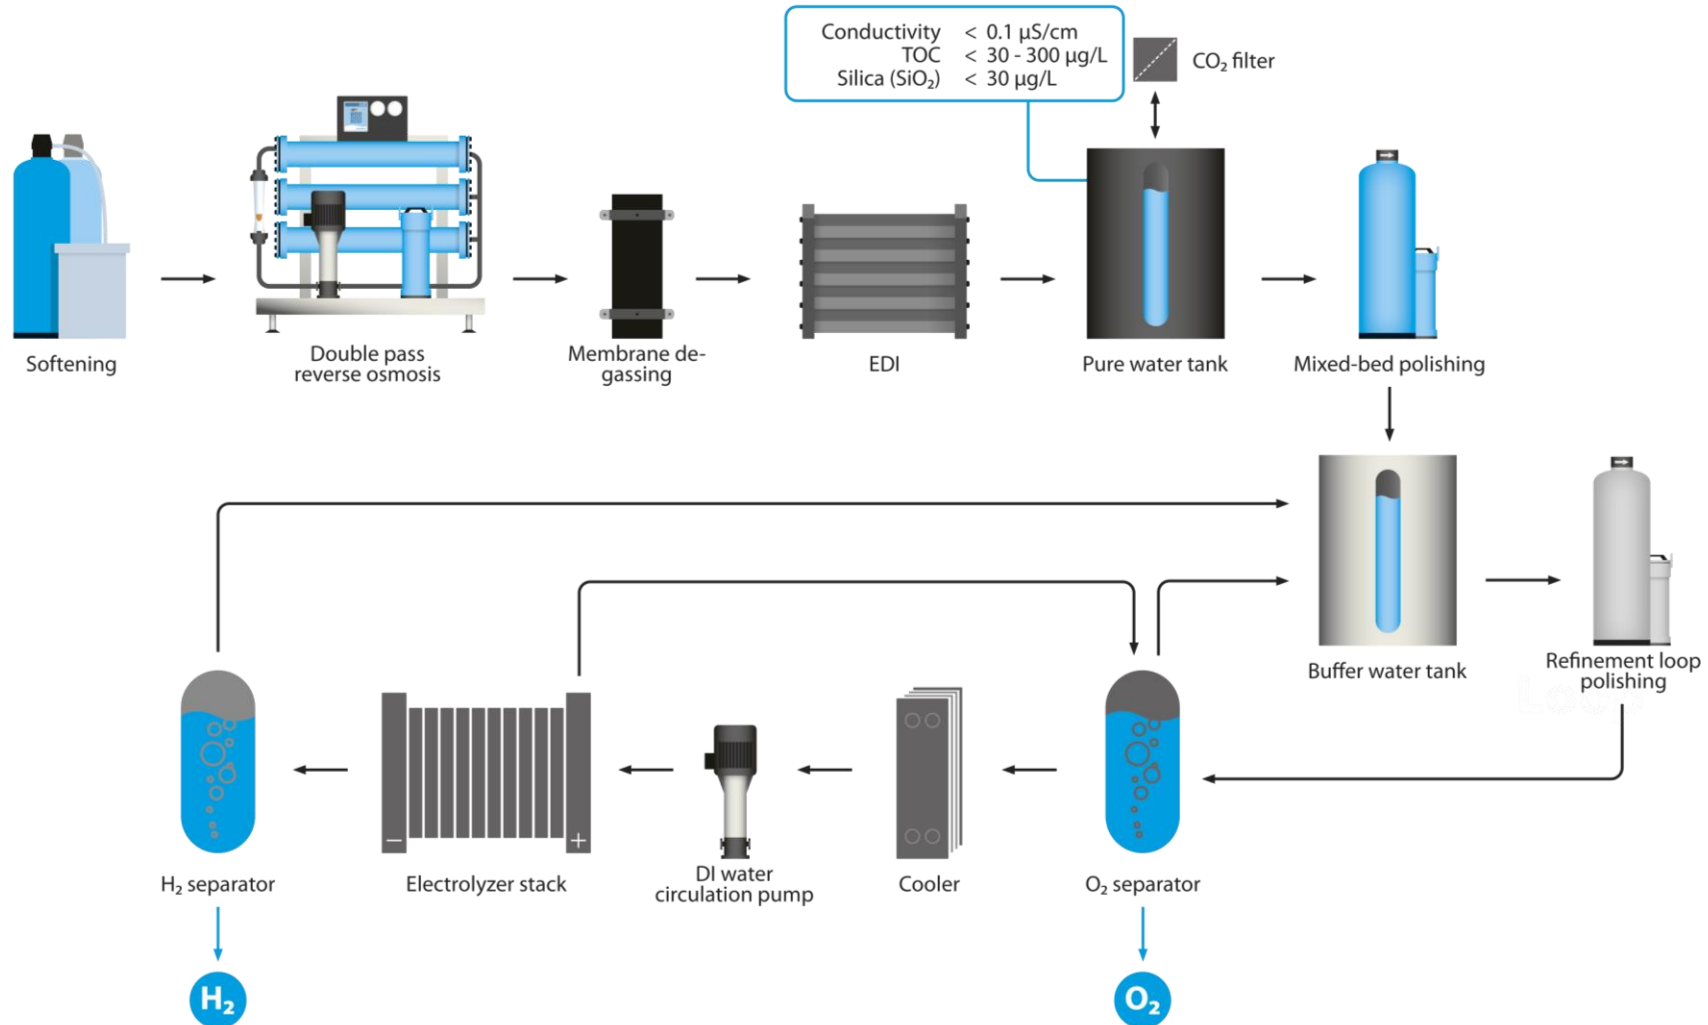 Conductivity < 0.1 µS/cm
TOC < 30 - 300 µg/L
Silica (SiO₂) < 30 µg/L
CO₂ filter
Softening
Double pass
reverse osmosis
Membrane de-
gassing
EDI
Pure water tank
Mixed-bed polishing
Buffer water tank
Refinement loop
polishing
H₂ separator
− +
Electrolyzer stack
DI water
circulation pump
Cooler
O₂ separator
H₂
O₂